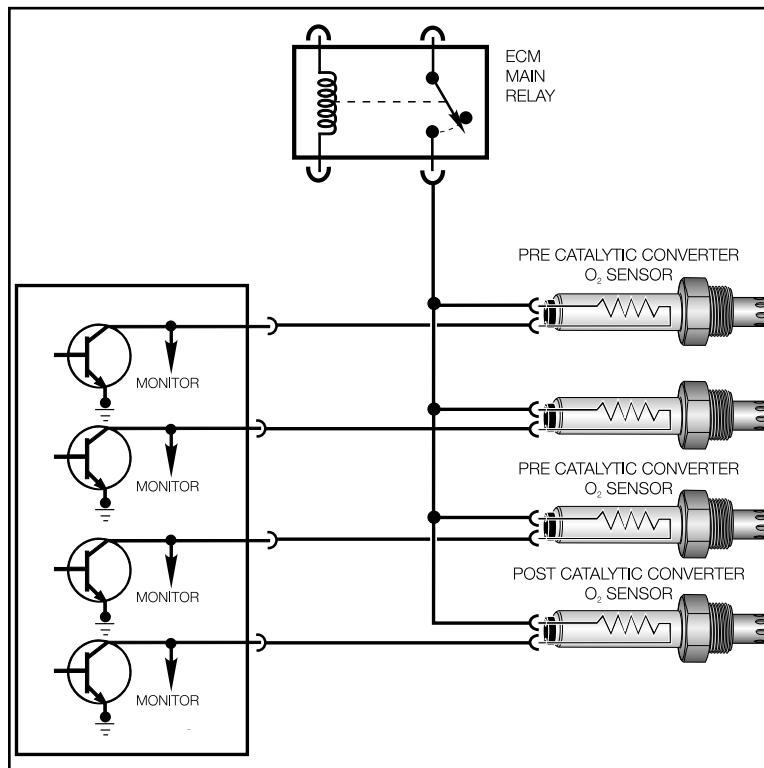 ECM
MAIN
RELAY
PRE CATALYTIC CONVERTER
O₂ SENSOR
MONITOR
MONITOR
PRE CATALYTIC CONVERTER
O₂ SENSOR
POST CATALYTIC CONVERTER
O₂ SENSOR
MONITOR
MONITOR